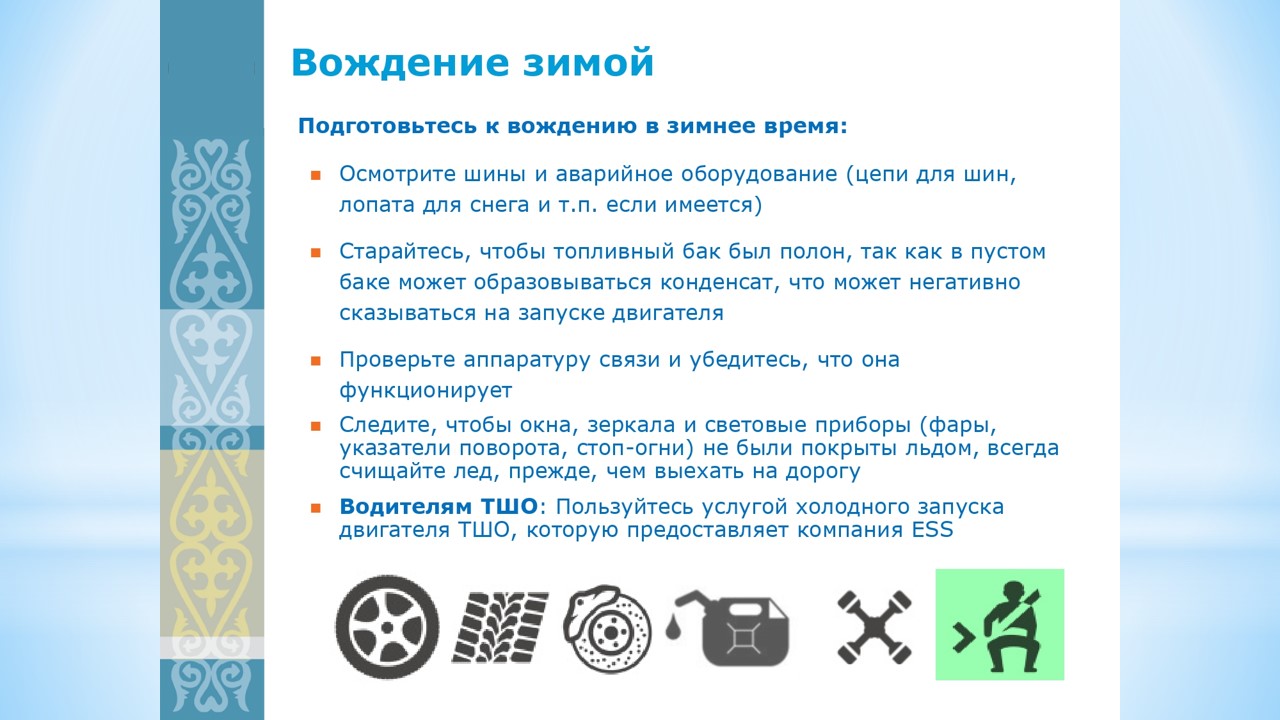 Вождение зимой
Подготовьтесь к вождению в зимнее время:
Осмотрите шины и аварийное оборудование (цепи для шин,
лопата для снега и т.п. если имеется)
Старайтесь, чтобы топливный бак был полон, так как в пустом
баке может образовываться конденсат, что может негативно
сказываться на запуске двигателя
Проверьте аппаратуру связи и убедитесь, что она
функционирует
Следите, чтобы окна, зеркала и световые приборы (фары,
указатели поворота, стоп-огни) не были покрыты льдом, всегда
счищайте лед, прежде, чем выехать на дорогу
Водителям ТШО: Пользуйтесь услугой холодного запуска
двигателя ТШО, которую предоставляет компания ESS